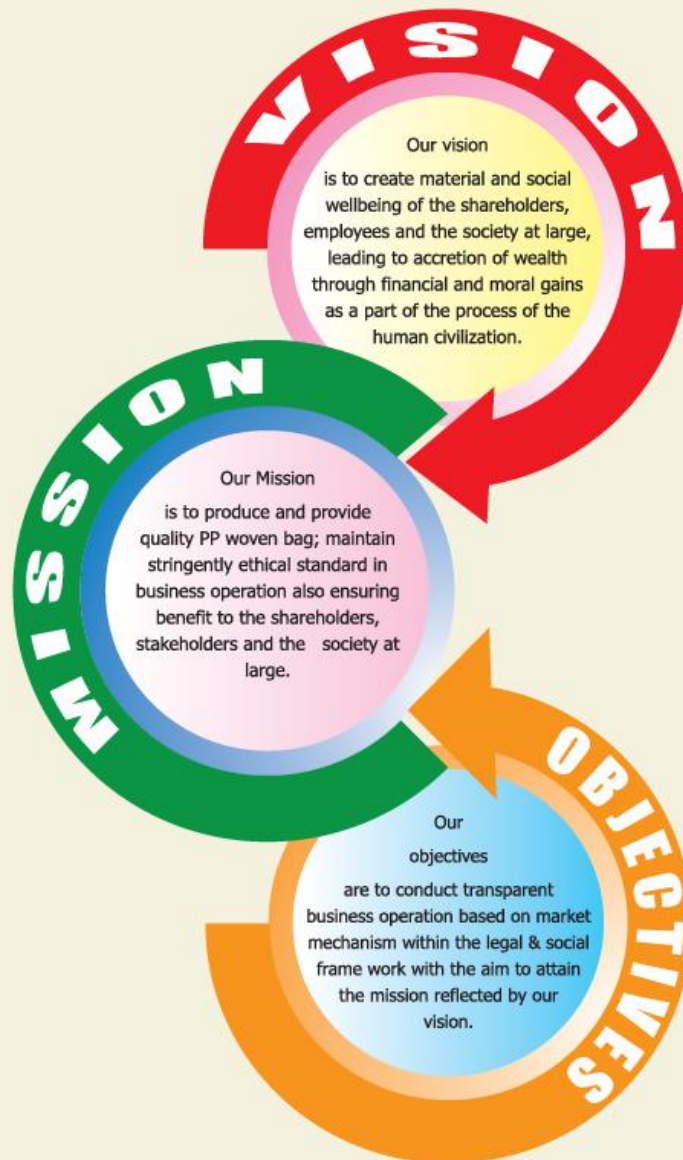 VISION
Our vision
is to create material and social
wellbeing of the shareholders,
employees and the society at large,
leading to accretion of wealth
through financial and moral gains
as a part of the process of the
human civilization.
MISSION
Our Mission
is to produce and provide
quality PP woven bag; maintain
stringently ethical standard in
business operation also ensuring
benefit to the shareholders,
stakeholders and the society at
large.
OBJECTIVES
Our
objectives
are to conduct transparent
business operation based on market
mechanism within the legal & social
frame work with the aim to attain
the mission reflected by our
vision.